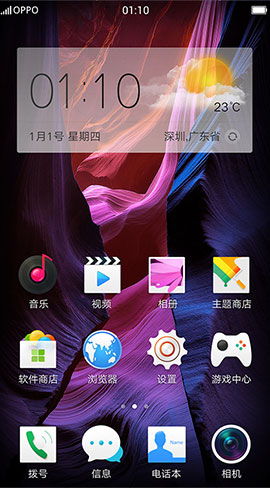 OPPO 01:10
01:10
23℃
1月1号 星期四 深圳,广东省
音乐 视频 相册 主题商店
软件商店 浏览器 设置 游戏中心
Name
拨号 信息 电话本 相机